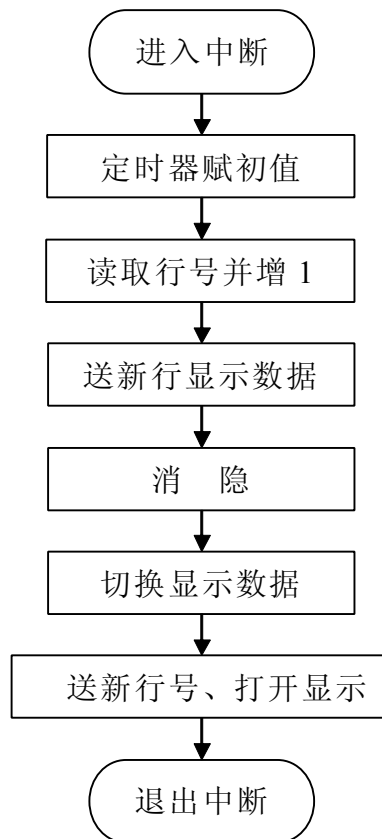 进入中断
定时器赋初值
读取行号并增 1
送新行显示数据
消 隐
切换显示数据
送新行号、打开显示
退出中断